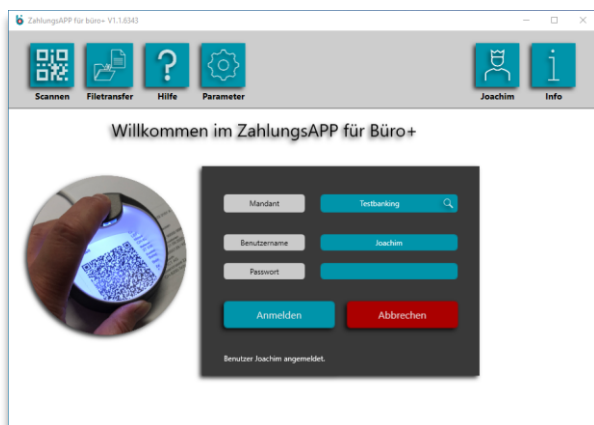 ZahlungsAPP für büro+ V1.1.6343
Scannen Filetransfer Hilfe Parameter Joachim Info
Willkommen im ZahlungsAPP für Büro+
Mandant Testbanking
Benutzername Joachim
Passwort
Anmelden Abbrechen
Benutzer Joachim angemeldet.